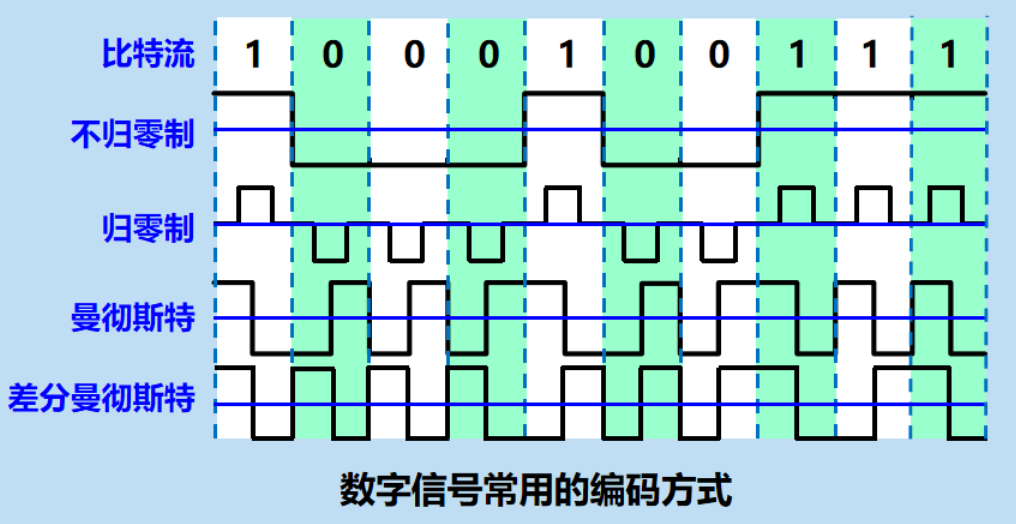 比特流 1 0 0 0 1 0 0 1 1 1
不归零制
归零制
曼彻斯特
差分曼彻斯特
数字信号常用的编码方式